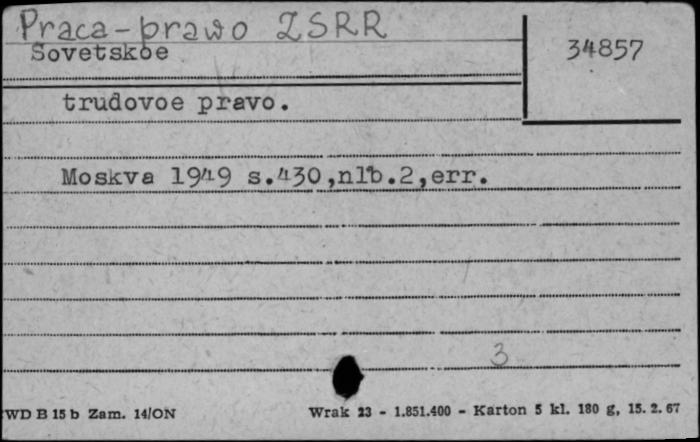 Praca-prawo ZSRR
34857
Sovetskoe
trudovoe pravo.
Moskva 1949 s.430,nlb.2,err.
3
WD B 15 b Zam. 14/ON
Wrak 23 - 1.851.400 - Karton 5 kl. 180 g, 15. 2. 67